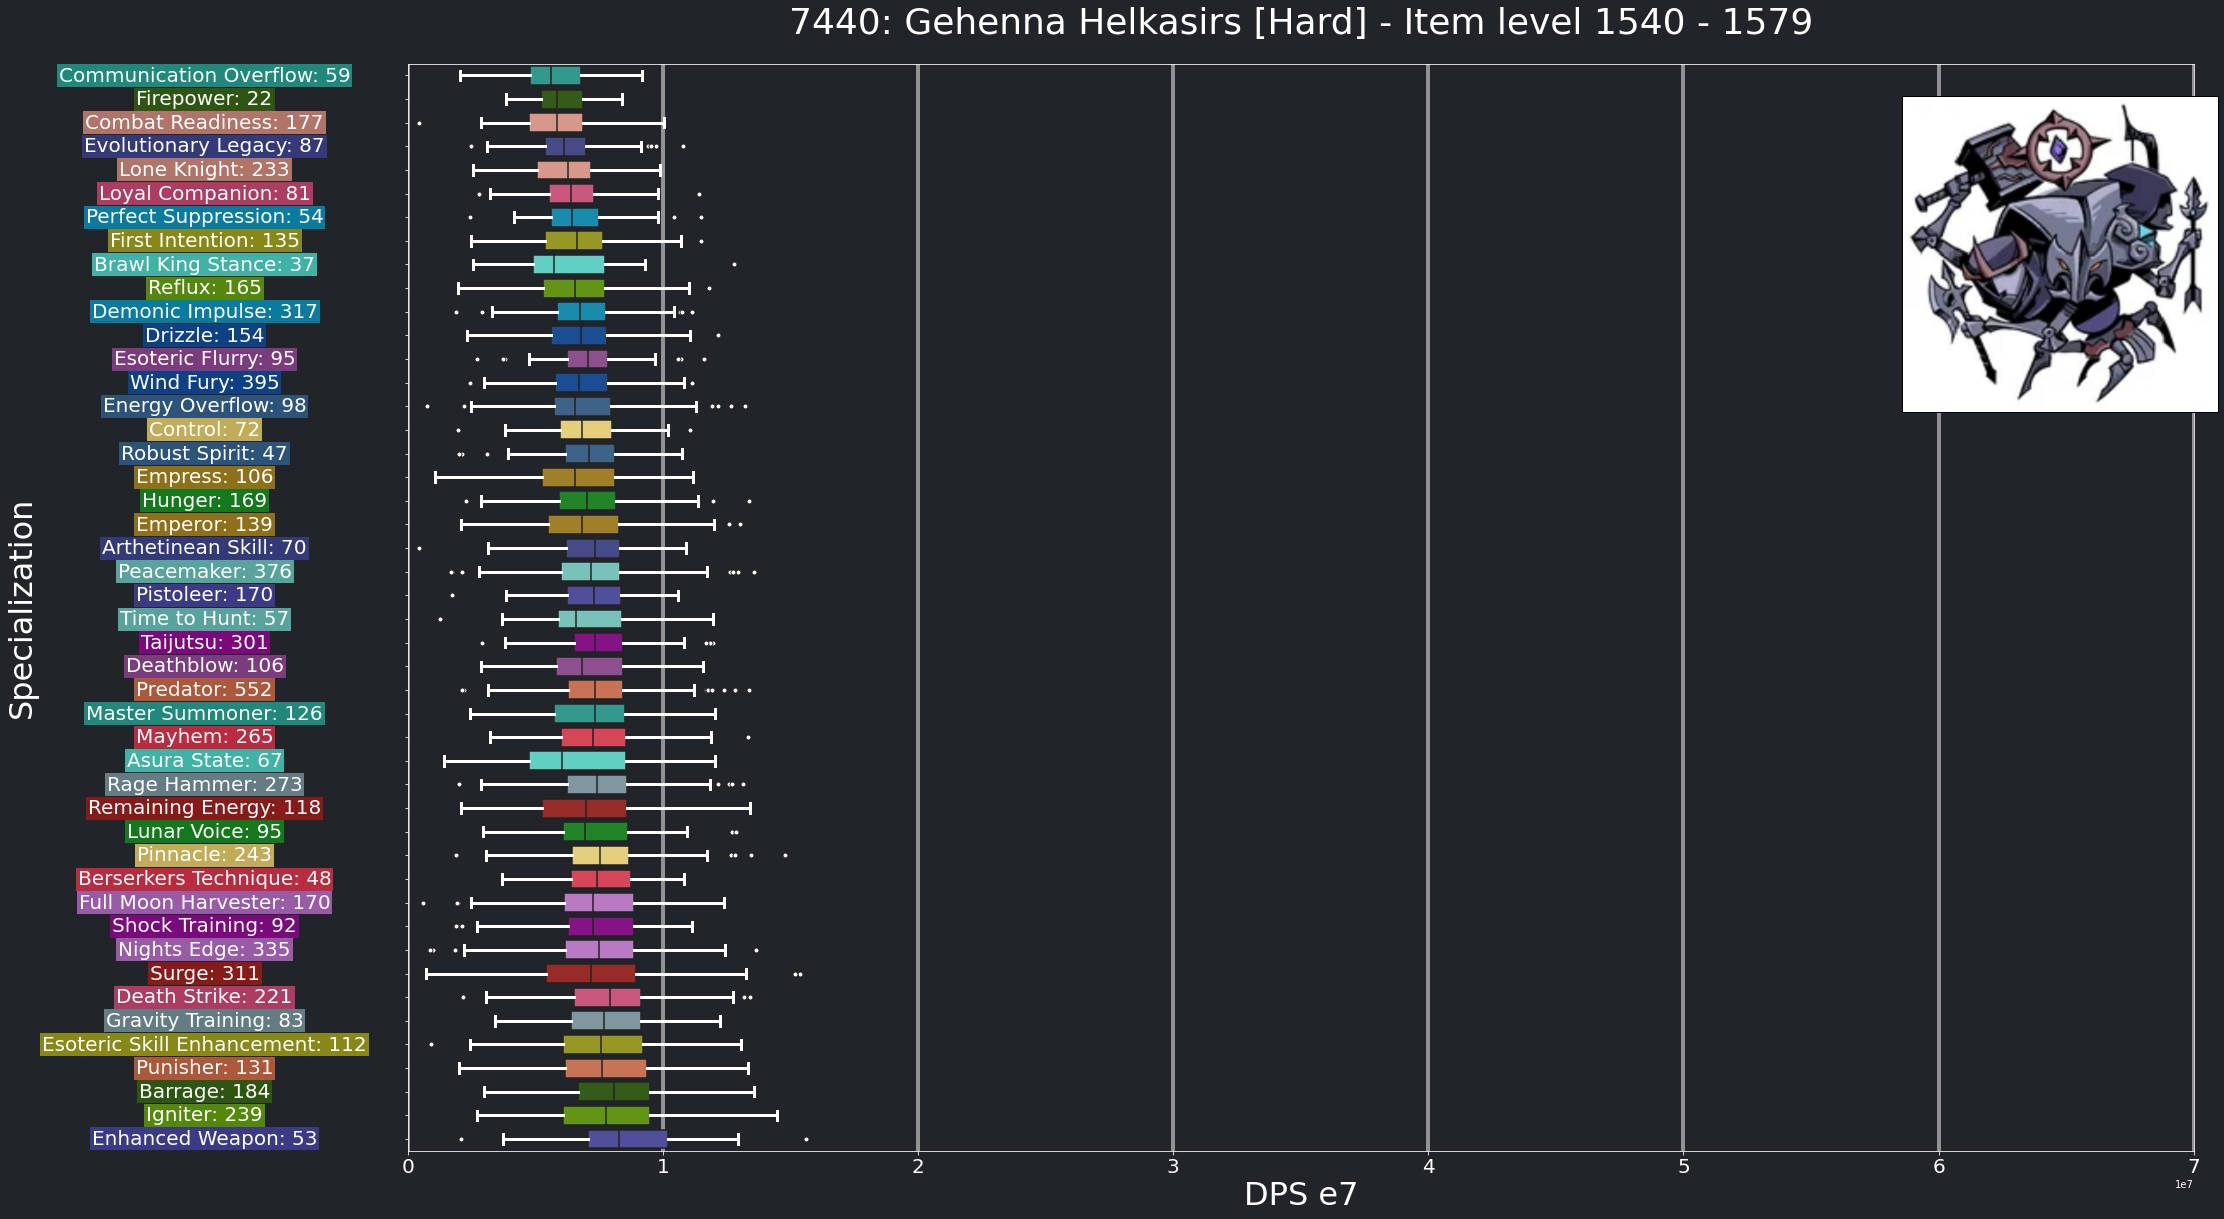 7440: Gehenna Helkasirs [Hard] - Item level 1540 - 1579
Communication Overflow: 59
Firepower: 22
Combat Readiness: 177
Evolutionary Legacy: 87
Lone Knight: 233
Loyal Companion: 81
Perfect Suppression: 54
First Intention: 135
Brawl King Stance: 37
Reflux: 165
Demonic Impulse: 317
Drizzle: 154
Esoteric Flurry: 95
Wind Fury: 395
Energy Overflow: 98
Control: 72
Robust Spirit: 47
Empress: 106
Hunger: 169
Emperor: 139
Arthetinean Skill: 70
Peacemaker: 376
Pistoleer: 170
Time to Hunt: 57
Taijutsu: 301
Deathblow: 106
Predator: 552
Master Summoner: 126
Mayhem: 265
Asura State: 67
Rage Hammer: 273
Remaining Energy: 118
Lunar Voice: 95
Pinnacle: 243
Berserkers Technique: 48
Full Moon Harvester: 170
Shock Training: 92
Nights Edge: 335
Surge: 311
Death Strike: 221
Gravity Training: 83
Esoteric Skill Enhancement: 112
Punisher: 131
Barrage: 184
Igniter: 239
Enhanced Weapon: 53
Specialization
0 1 2 3 4 5 6 7
1e7
DPS e7